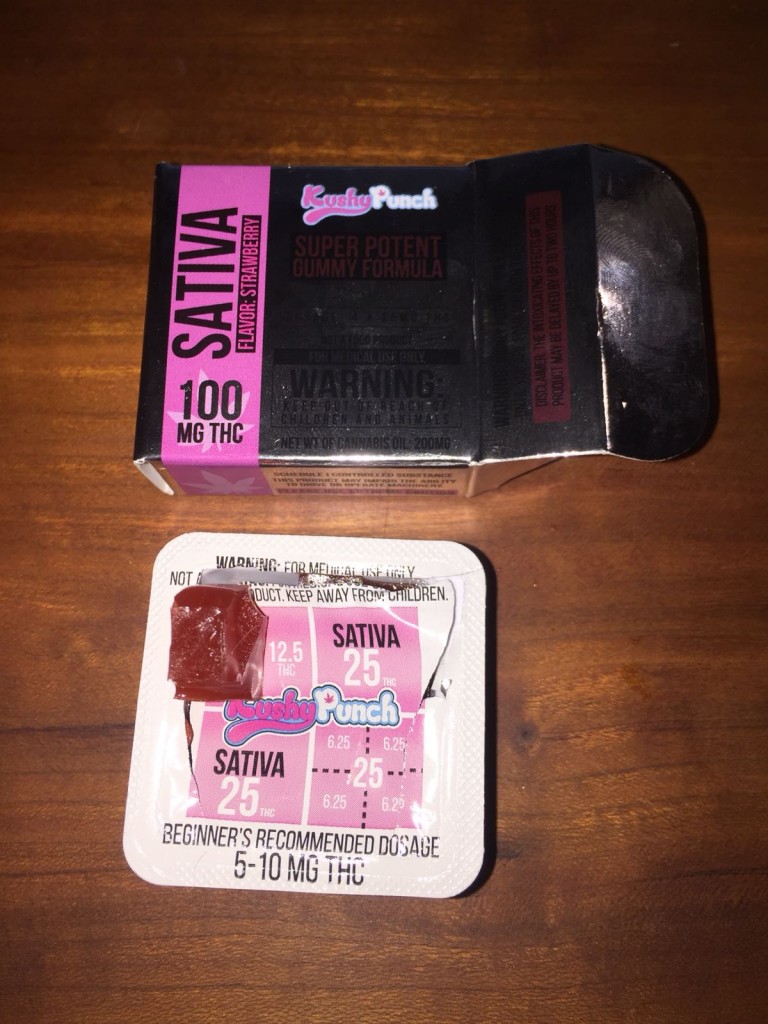 SATIVA
FLAVOR: STRAWBERRY
100
MG THC
KushyPunch
SUPER POTENT
GUMMY FORMULA
FOR MEDICAL USE ONLY
WARNING:
KEEP OUT OF REACH OF
CHILDREN AND ANIMALS
NET WT OF CANNABIS OIL: 200MG
DISCLAIMER: THE INTOXICATING EFFECTS OF THIS
PRODUCT MAY BE DELAYED BY UP TO TWO HOURS
SCHEDULE I CONTROLLED SUBSTANCE
THIS PRODUCT MAY IMPAIR THE ABILITY
TO DRIVE OR OPERATE MACHINERY
WARNING: FOR MEDICAL USE ONLY
NOT A
PRODUCT. KEEP AWAY FROM CHILDREN.
12.5
THC
SATIVA
25 THC
KushyPunch
SATIVA
25 THC
6.25 6.25
25
6.25 6.25
BEGINNER'S RECOMMENDED DOSAGE
5-10 MG THC